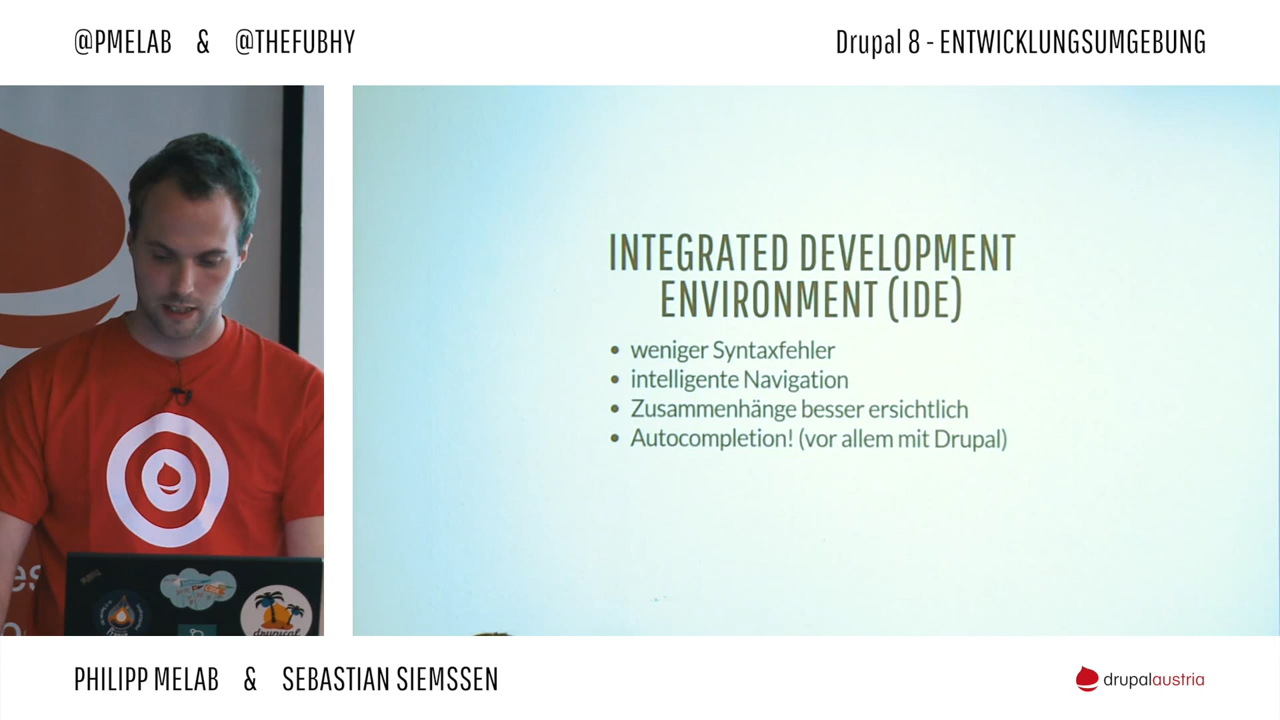 @PMELAB & @THEFUBHY
Drupal 8 - ENTWICKLUNGSUMGEBUNG
INTEGRATED DEVELOPMENT
ENVIRONMENT (IDE)
• weniger Syntaxfehler
• intelligente Navigation
• Zusammenhänge besser ersichtlich
• Autocompletion! (vor allem mit Drupal)
drupical
PHILIPP MELAB & SEBASTIAN SIEMSSEN
drupalaustria